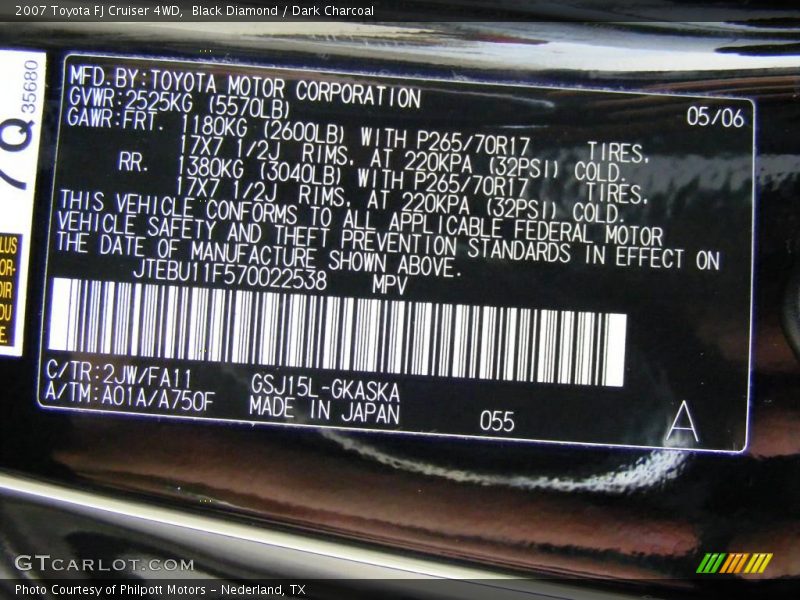 2007 Toyota FJ Cruiser 4WD, Black Diamond / Dark Charcoal
35680
Q
MFD.BY:TOYOTA MOTOR CORPORATION 05/06
GVWR:2525KG (5570LB)
GAWR:FRT. 1180KG (2600LB) WITH P265/70R17 TIRES,
17X7 1/2J RIMS, AT 220KPA (32PSI) COLD.
RR. 1380KG (3040LB) WITH P265/70R17 TIRES,
17X7 1/2J RIMS, AT 220KPA (32PSI) COLD.
THIS VEHICLE CONFORMS TO ALL APPLICABLE FEDERAL MOTOR
VEHICLE SAFETY AND THEFT PREVENTION STANDARDS IN EFFECT ON
THE DATE OF MANUFACTURE SHOWN ABOVE.
JTEBU11F570022538 MPV
C/TR:2JW/FA11 GSJ15L-GKASKA
A/TM:A01A/A750F MADE IN JAPAN 055 A
GTCARLOT.COM
Photo Courtesy of Philpott Motors - Nederland, TX